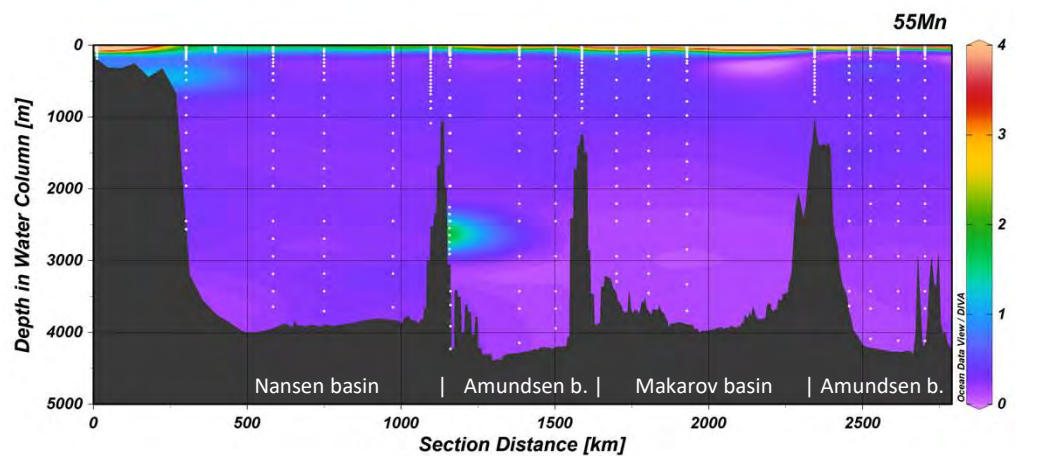 55Mn
Depth in Water Column [m]
0
1000
2000
3000
4000
5000
Nansen basin | Amundsen b. | Makarov basin | Amundsen b.
0 500 1000 1500 2000 2500
Section Distance [km]
4
3
2
1
0
Ocean Data View / DIVA